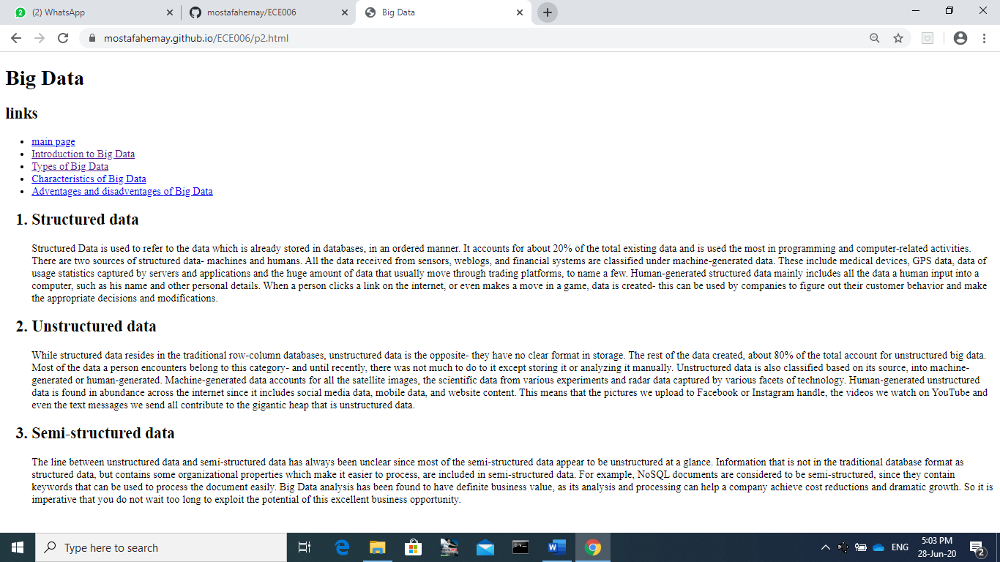 (2) WhatsApp
mostafahemay/ECE006
Big Data
mostafahemay.github.io/ECE006/p2.html
Big Data
links
• main page
• Introduction to Big Data
• Types of Big Data
• Characteristics of Big Data
• Adventages and disadventages of Big Data
1. Structured data
Structured Data is used to refer to the data which is already stored in databases, in an ordered manner. It accounts for about 20% of the total existing data and is used the most in programming and computer-related activities.
There are two sources of structured data- machines and humans. All the data received from sensors, weblogs, and financial systems are classified under machine-generated data. These include medical devices, GPS data, data of
usage statistics captured by servers and applications and the huge amount of data that usually move through trading platforms, to name a few. Human-generated structured data mainly includes all the data a human input into a
computer, such as his name and other personal details. When a person clicks a link on the internet, or even makes a move in a game, data is created- this can be used by companies to figure out their customer behavior and make
the appropriate decisions and modifications.
2. Unstructured data
While structured data resides in the traditional row-column databases, unstructured data is the opposite- they have no clear format in storage. The rest of the data created, about 80% of the total account for unstructured big data.
Most of the data a person encounters belong to this category- and until recently, there was not much to do to it except storing it or analyzing it manually. Unstructured data is also classified based on its source, into machine-
generated or human-generated. Machine-generated data accounts for all the satellite images, the scientific data from various experiments and radar data captured by various facets of technology. Human-generated unstructured
data is found in abundance across the internet since it includes social media data, mobile data, and website content. This means that the pictures we upload to Facebook or Instagram handle, the videos we watch on YouTube and
even the text messages we send all contribute to the gigantic heap that is unstructured data.
3. Semi-structured data
The line between unstructured data and semi-structured data has always been unclear since most of the semi-structured data appear to be unstructured at a glance. Information that is not in the traditional database format as
structured data, but contains some organizational properties which make it easier to process, are included in semi-structured data. For example, NoSQL documents are considered to be semi-structured, since they contain
keywords that can be used to process the document easily. Big Data analysis has been found to have definite business value, as its analysis and processing can help a company achieve cost reductions and dramatic growth. So it is
imperative that you do not wait too long to exploit the potential of this excellent business opportunity.
Type here to search
ENG
5:03 PM
28-Jun-20
2